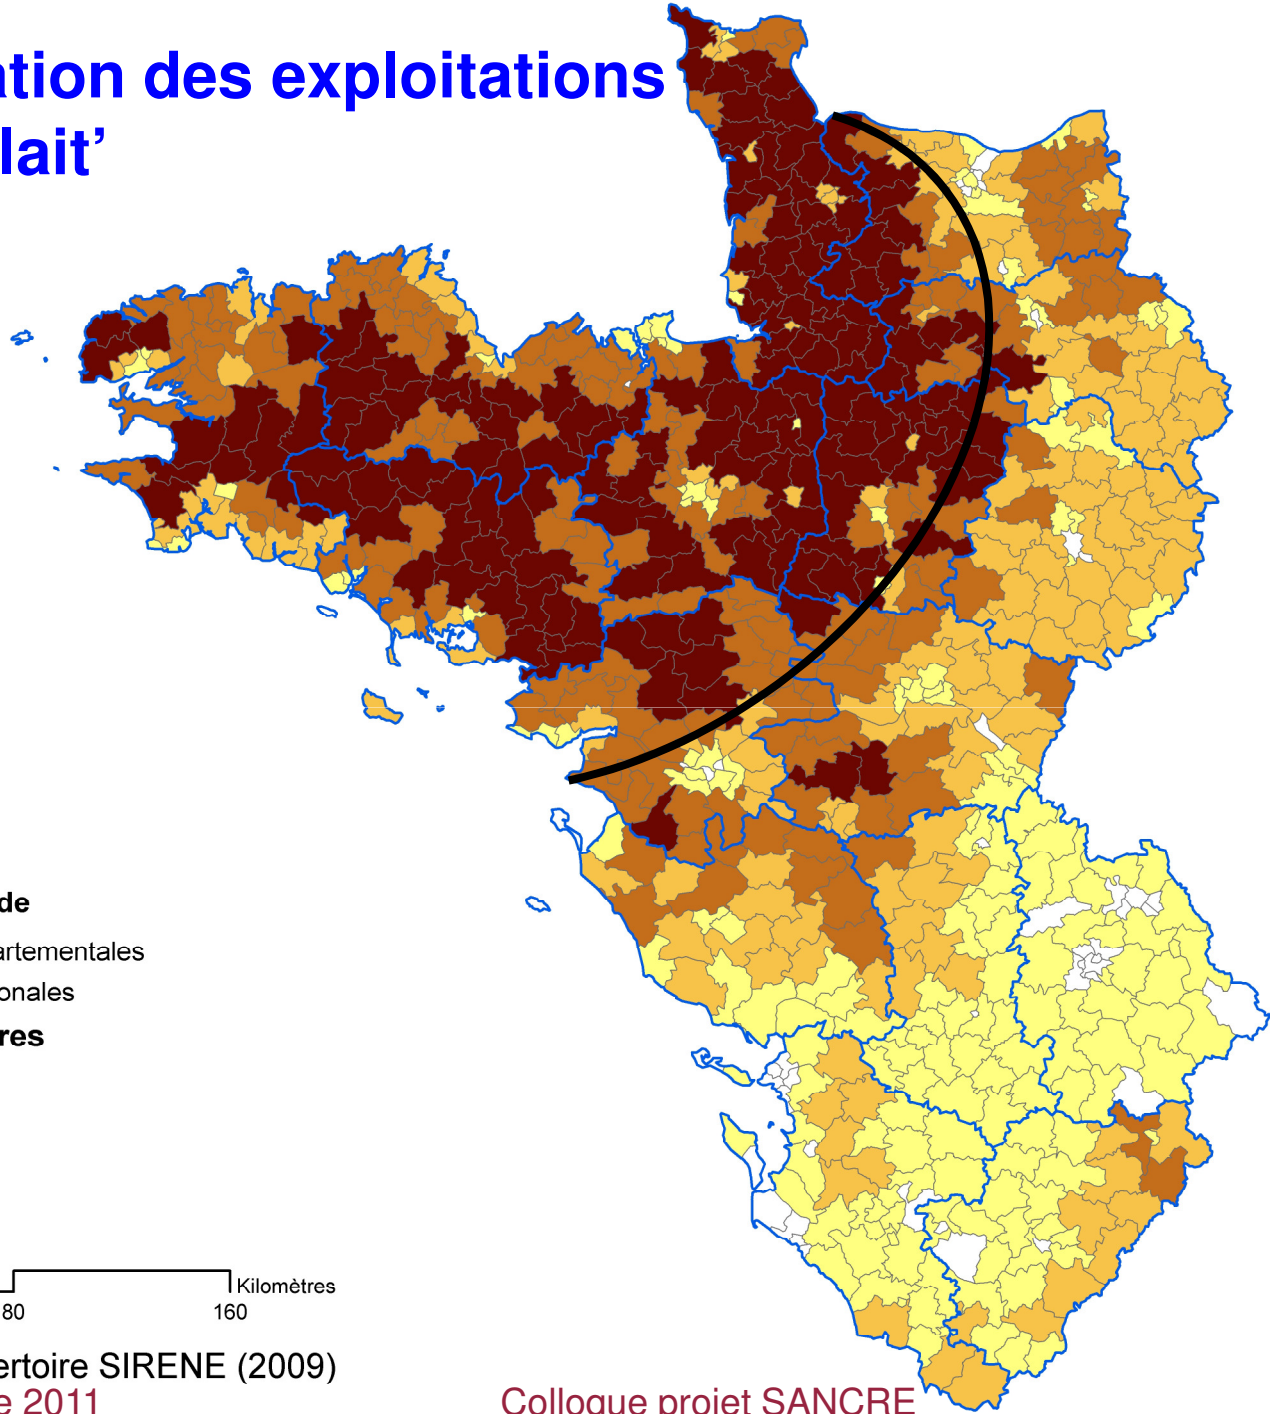 ation des exploitations
lait’
de
artementales
onales
res
80 160 Kilomètres
ertoire SIRENE (2009)
e 2011
Colloque projet SANCRE